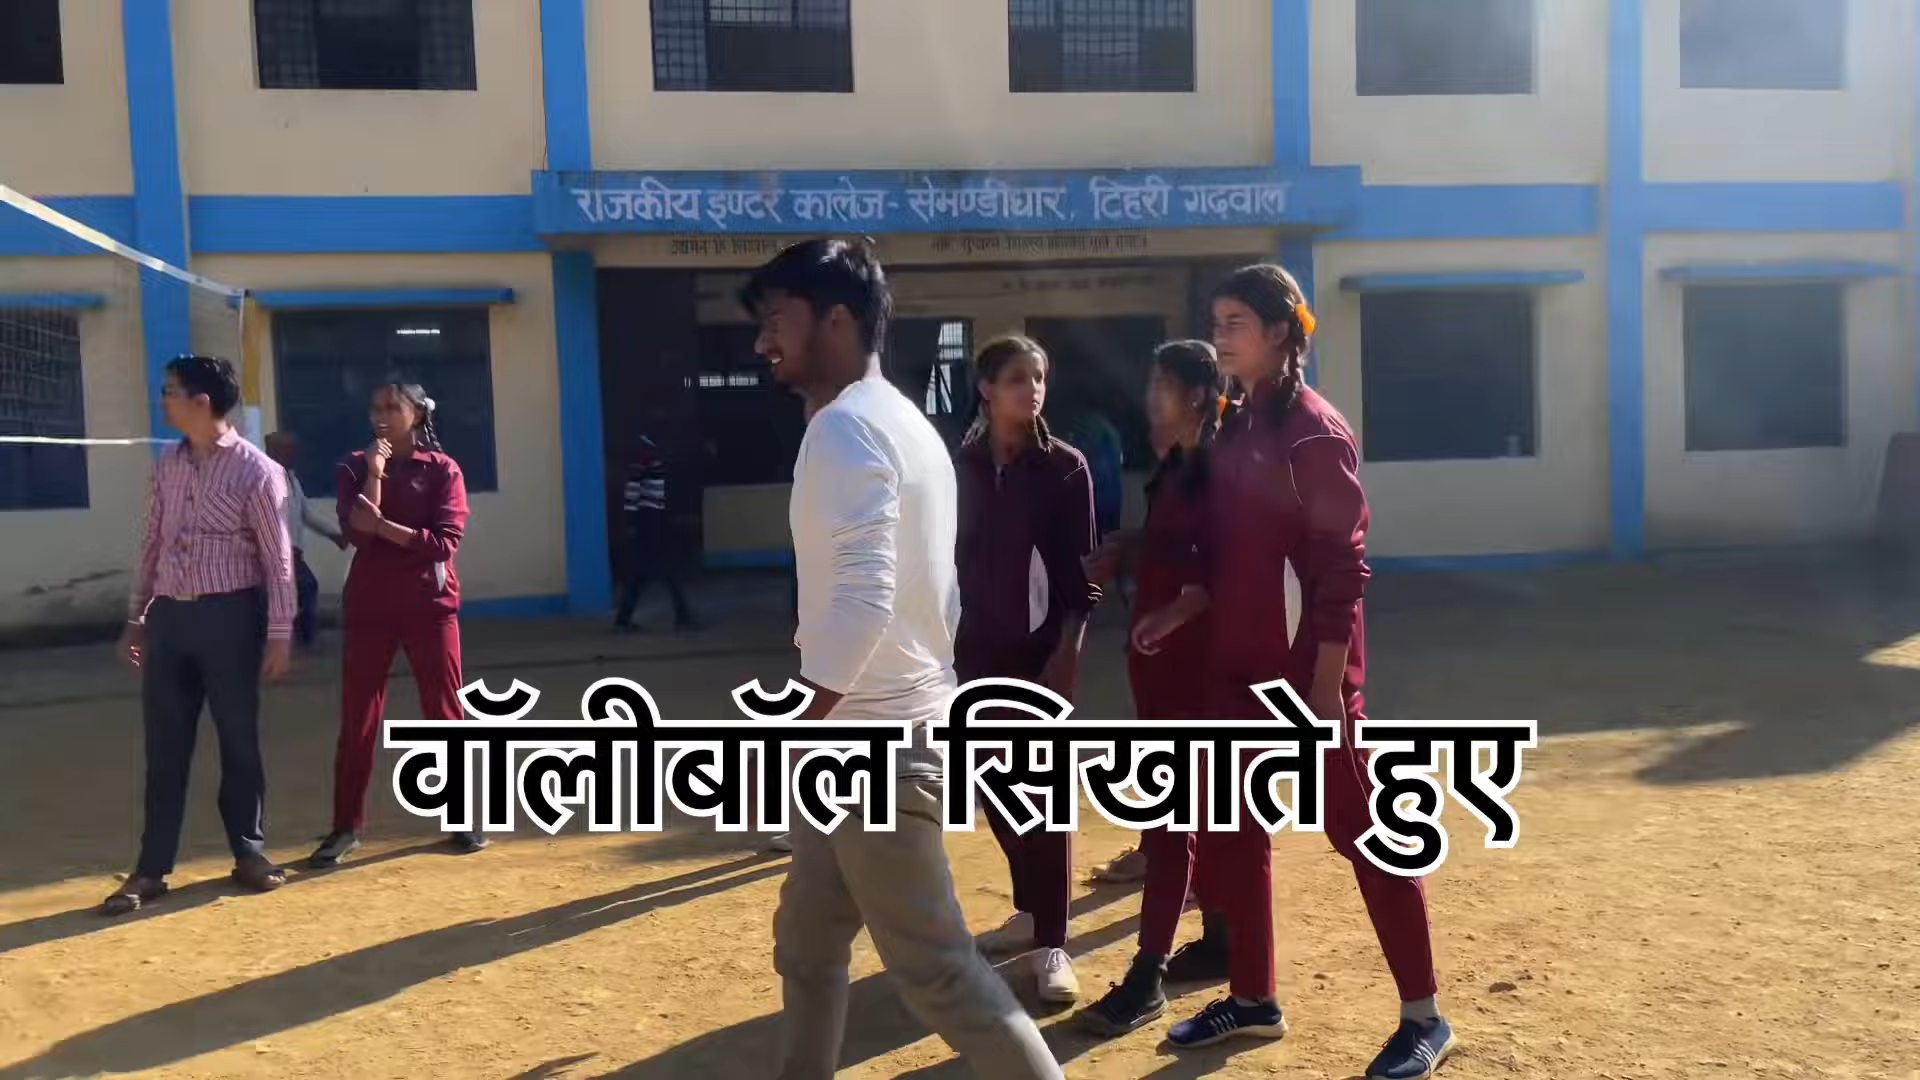 राजकीय इण्टर कालेज- सेमण्डीधार, टिहरी गढ़वाल
वॉलीबॉल सिखाते हुए